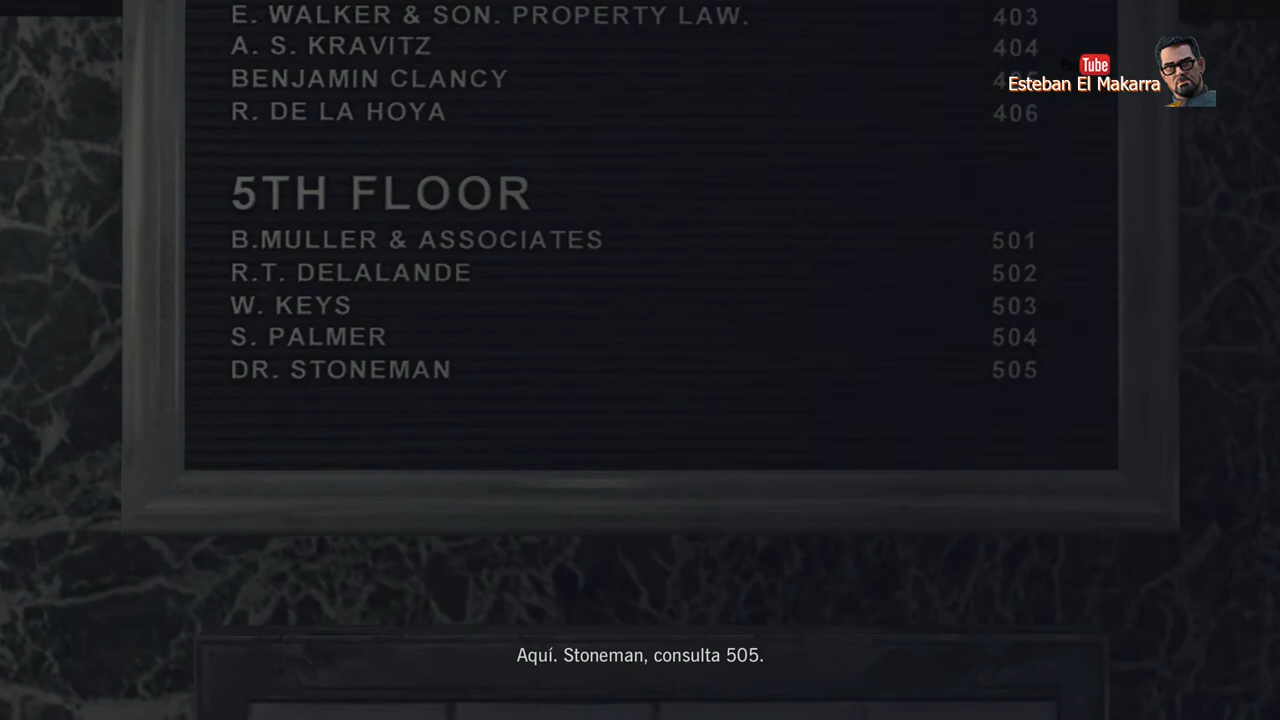 E. WALKER & SON. PROPERTY LAW. 403
A. S. KRAVITZ 404
BENJAMIN CLANCY
R. DE LA HOYA 406
YouTube
Esteban El Makarra
5TH FLOOR
B.MULLER & ASSOCIATES 501
R.T. DELALANDE 502
W. KEYS 503
S. PALMER 504
DR. STONEMAN 505
Aquí. Stoneman, consulta 505.